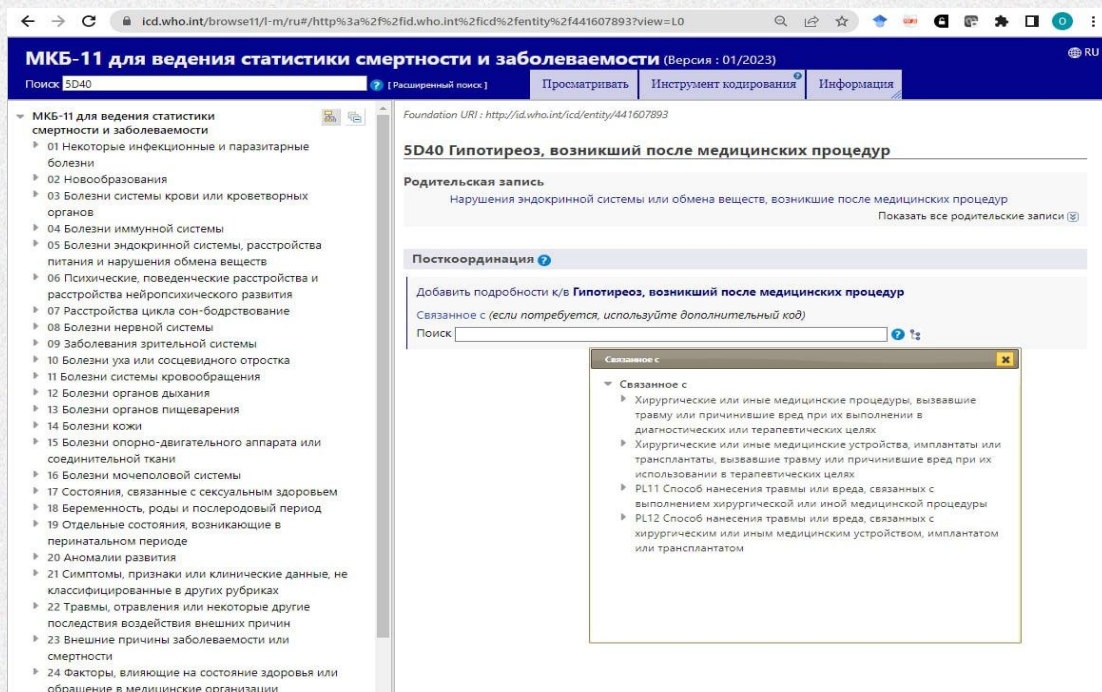 icd.who.int/browse11/l-m/ru#/http%3a%2f%2fid.who.int%2ficd%2fentity%2f441607893?view=L0
O
МКБ-11 для ведения статистики смертности и заболеваемости (Версия : 01/2023)
RU
Поиск 5D40 ? [ Расширенный поиск ]
Просматривать
Инструмент кодирования ?
Информация
МКБ-11 для ведения статистики
смертности и заболеваемости
01 Некоторые инфекционные и паразитарные
болезни
02 Новообразования
03 Болезни системы крови или кроветворных
органов
04 Болезни иммунной системы
05 Болезни эндокринной системы, расстройства
питания и нарушения обмена веществ
06 Психические, поведенческие расстройства и
расстройства нейропсихического развития
07 Расстройства цикла сон-бодрствование
08 Болезни нервной системы
09 Заболевания зрительной системы
10 Болезни уха или сосцевидного отростка
11 Болезни системы кровообращения
12 Болезни органов дыхания
13 Болезни органов пищеварения
14 Болезни кожи
15 Болезни опорно-двигательного аппарата или
соединительной ткани
16 Болезни мочеполовой системы
17 Состояния, связанные с сексуальным здоровьем
18 Беременность, роды и послеродовый период
19 Отдельные состояния, возникающие в
перинатальном периоде
20 Аномалии развития
21 Симптомы, признаки или клинические данные, не
классифицированные в других рубриках
22 Травмы, отравления или некоторые другие
последствия воздействия внешних причин
23 Внешние причины заболеваемости или
смертности
24 Факторы, влияющие на состояние здоровья или
обращение в медицинские организации
Foundation URI : http://id.who.int/icd/entity/441607893
5D40 Гипотиреоз, возникший после медицинских процедур
Родительская запись
Нарушения эндокринной системы или обмена веществ, возникшие после медицинских процедур
Показать все родительские записи
Посткоординация ?
Добавить подробности к/в Гипотиреоз, возникший после медицинских процедур
Связанное с (если потребуется, используйте дополнительный код)
Поиск ?
Связанное с
Связанное с
Хирургические или иные медицинские процедуры, вызвавшие
травму или причинившие вред при их выполнении в
диагностических или терапевтических целях
Хирургические или иные медицинские устройства, имплантаты или
трансплантаты, вызвавшие травму или причинившие вред при их
использовании в терапевтических целях
PL11 Способ нанесения травмы или вреда, связанных с
выполнением хирургической или иной медицинской процедуры
PL12 Способ нанесения травмы или вреда, связанных с
хирургическим или иным медицинским устройством, имплантатом
или трансплантатом